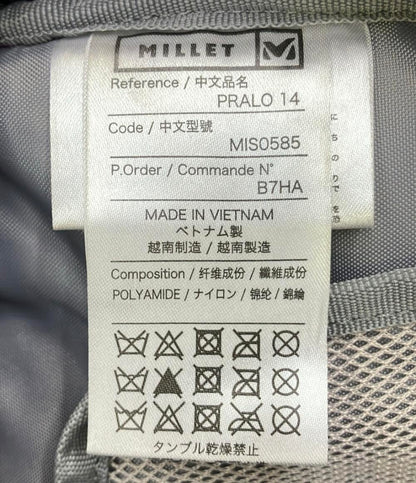 MILLET
Reference / 中文品名
PRALO 14
Code / 中文型號
MIS0585
P.Order / Commande N°
B7HA
MADE IN VIETNAM
ベトナム製
越南制造 / 越南製造
Composition / 纤维成份 / 纖維成份
POLYAMIDE / ナイロン / 锦纶 / 錦綸
タンブル乾燥禁止